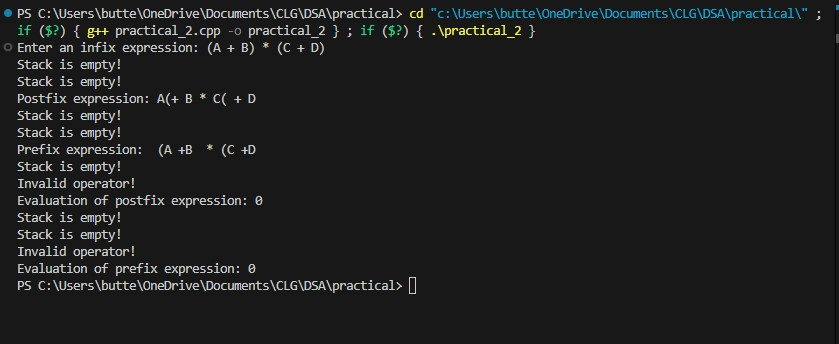 PS C:\Users\butte\OneDrive\Documents\CLG\DSA\practical> cd "c:\Users\butte\OneDrive\Documents\CLG\DSA\practical\" ;
if ($?) { g++ practical_2.cpp -o practical_2 } ; if ($?) { .\practical_2 }
Enter an infix expression: (A + B) * (C + D)
Stack is empty!
Stack is empty!
Postfix expression: A(+ B * C( + D
Stack is empty!
Stack is empty!
Prefix expression:  (A +B  * (C +D
Stack is empty!
Invalid operator!
Evaluation of postfix expression: 0
Stack is empty!
Stack is empty!
Invalid operator!
Evaluation of prefix expression: 0
PS C:\Users\butte\OneDrive\Documents\CLG\DSA\practical>